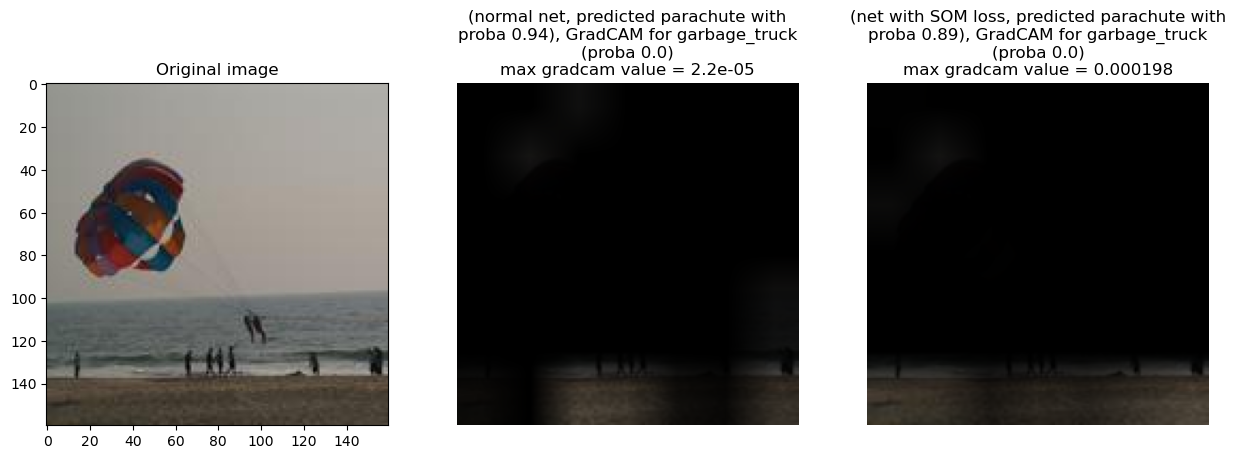 Original image
0
20
40
60
80
100
120
140
0 20 40 60 80 100 120 140
(normal net, predicted parachute with
proba 0.94), GradCAM for garbage_truck
(proba 0.0)
max gradcam value = 2.2e-05
(net with SOM loss, predicted parachute with
proba 0.89), GradCAM for garbage_truck
(proba 0.0)
max gradcam value = 0.000198